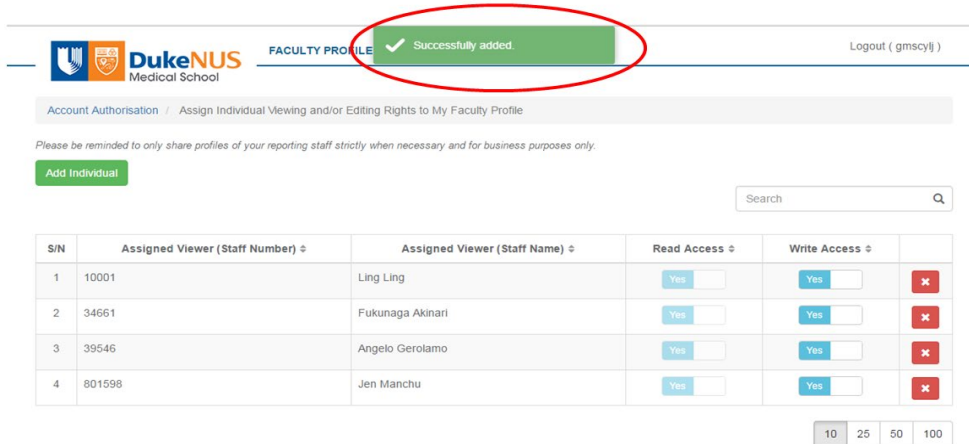 DukeNUS
Medical School
FACULTY PROFILE
Successfully added.
Logout ( gmscylj )
Account Authorisation / Assign Individual Viewing and/or Editing Rights to My Faculty Profile
Please be reminded to only share profiles of your reporting staff strictly when necessary and for business purposes only.
Add Individual
Search
S/N Assigned Viewer (Staff Number) Assigned Viewer (Staff Name) Read Access Write Access
1 10001 Ling Ling Yes Yes
2 34661 Fukunaga Akinari Yes Yes
3 39546 Angelo Gerolamo Yes Yes
4 801598 Jen Manchu Yes Yes
10 25 50 100